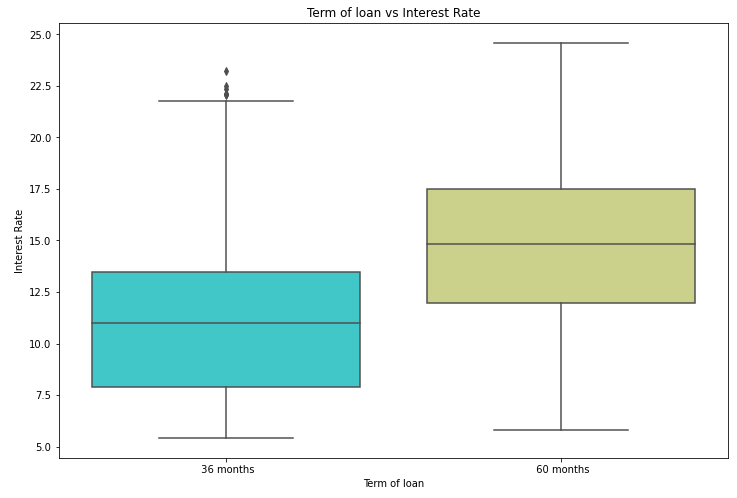 Term of loan vs Interest Rate
25.0
22.5
20.0
17.5
15.0
12.5
10.0
7.5
5.0
Interest Rate
36 months
60 months
Term of loan